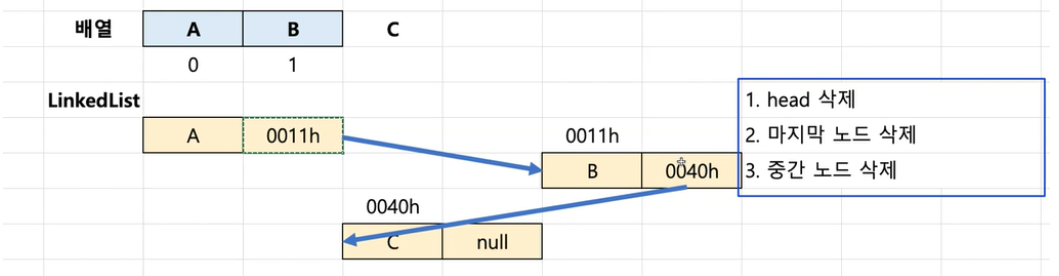 배열 A B C
0 1
LinkedList
1. head 삭제
A 0011h 0011h 2. 마지막 노드 삭제
B 0040h 3. 중간 노드 삭제
0040h
C null